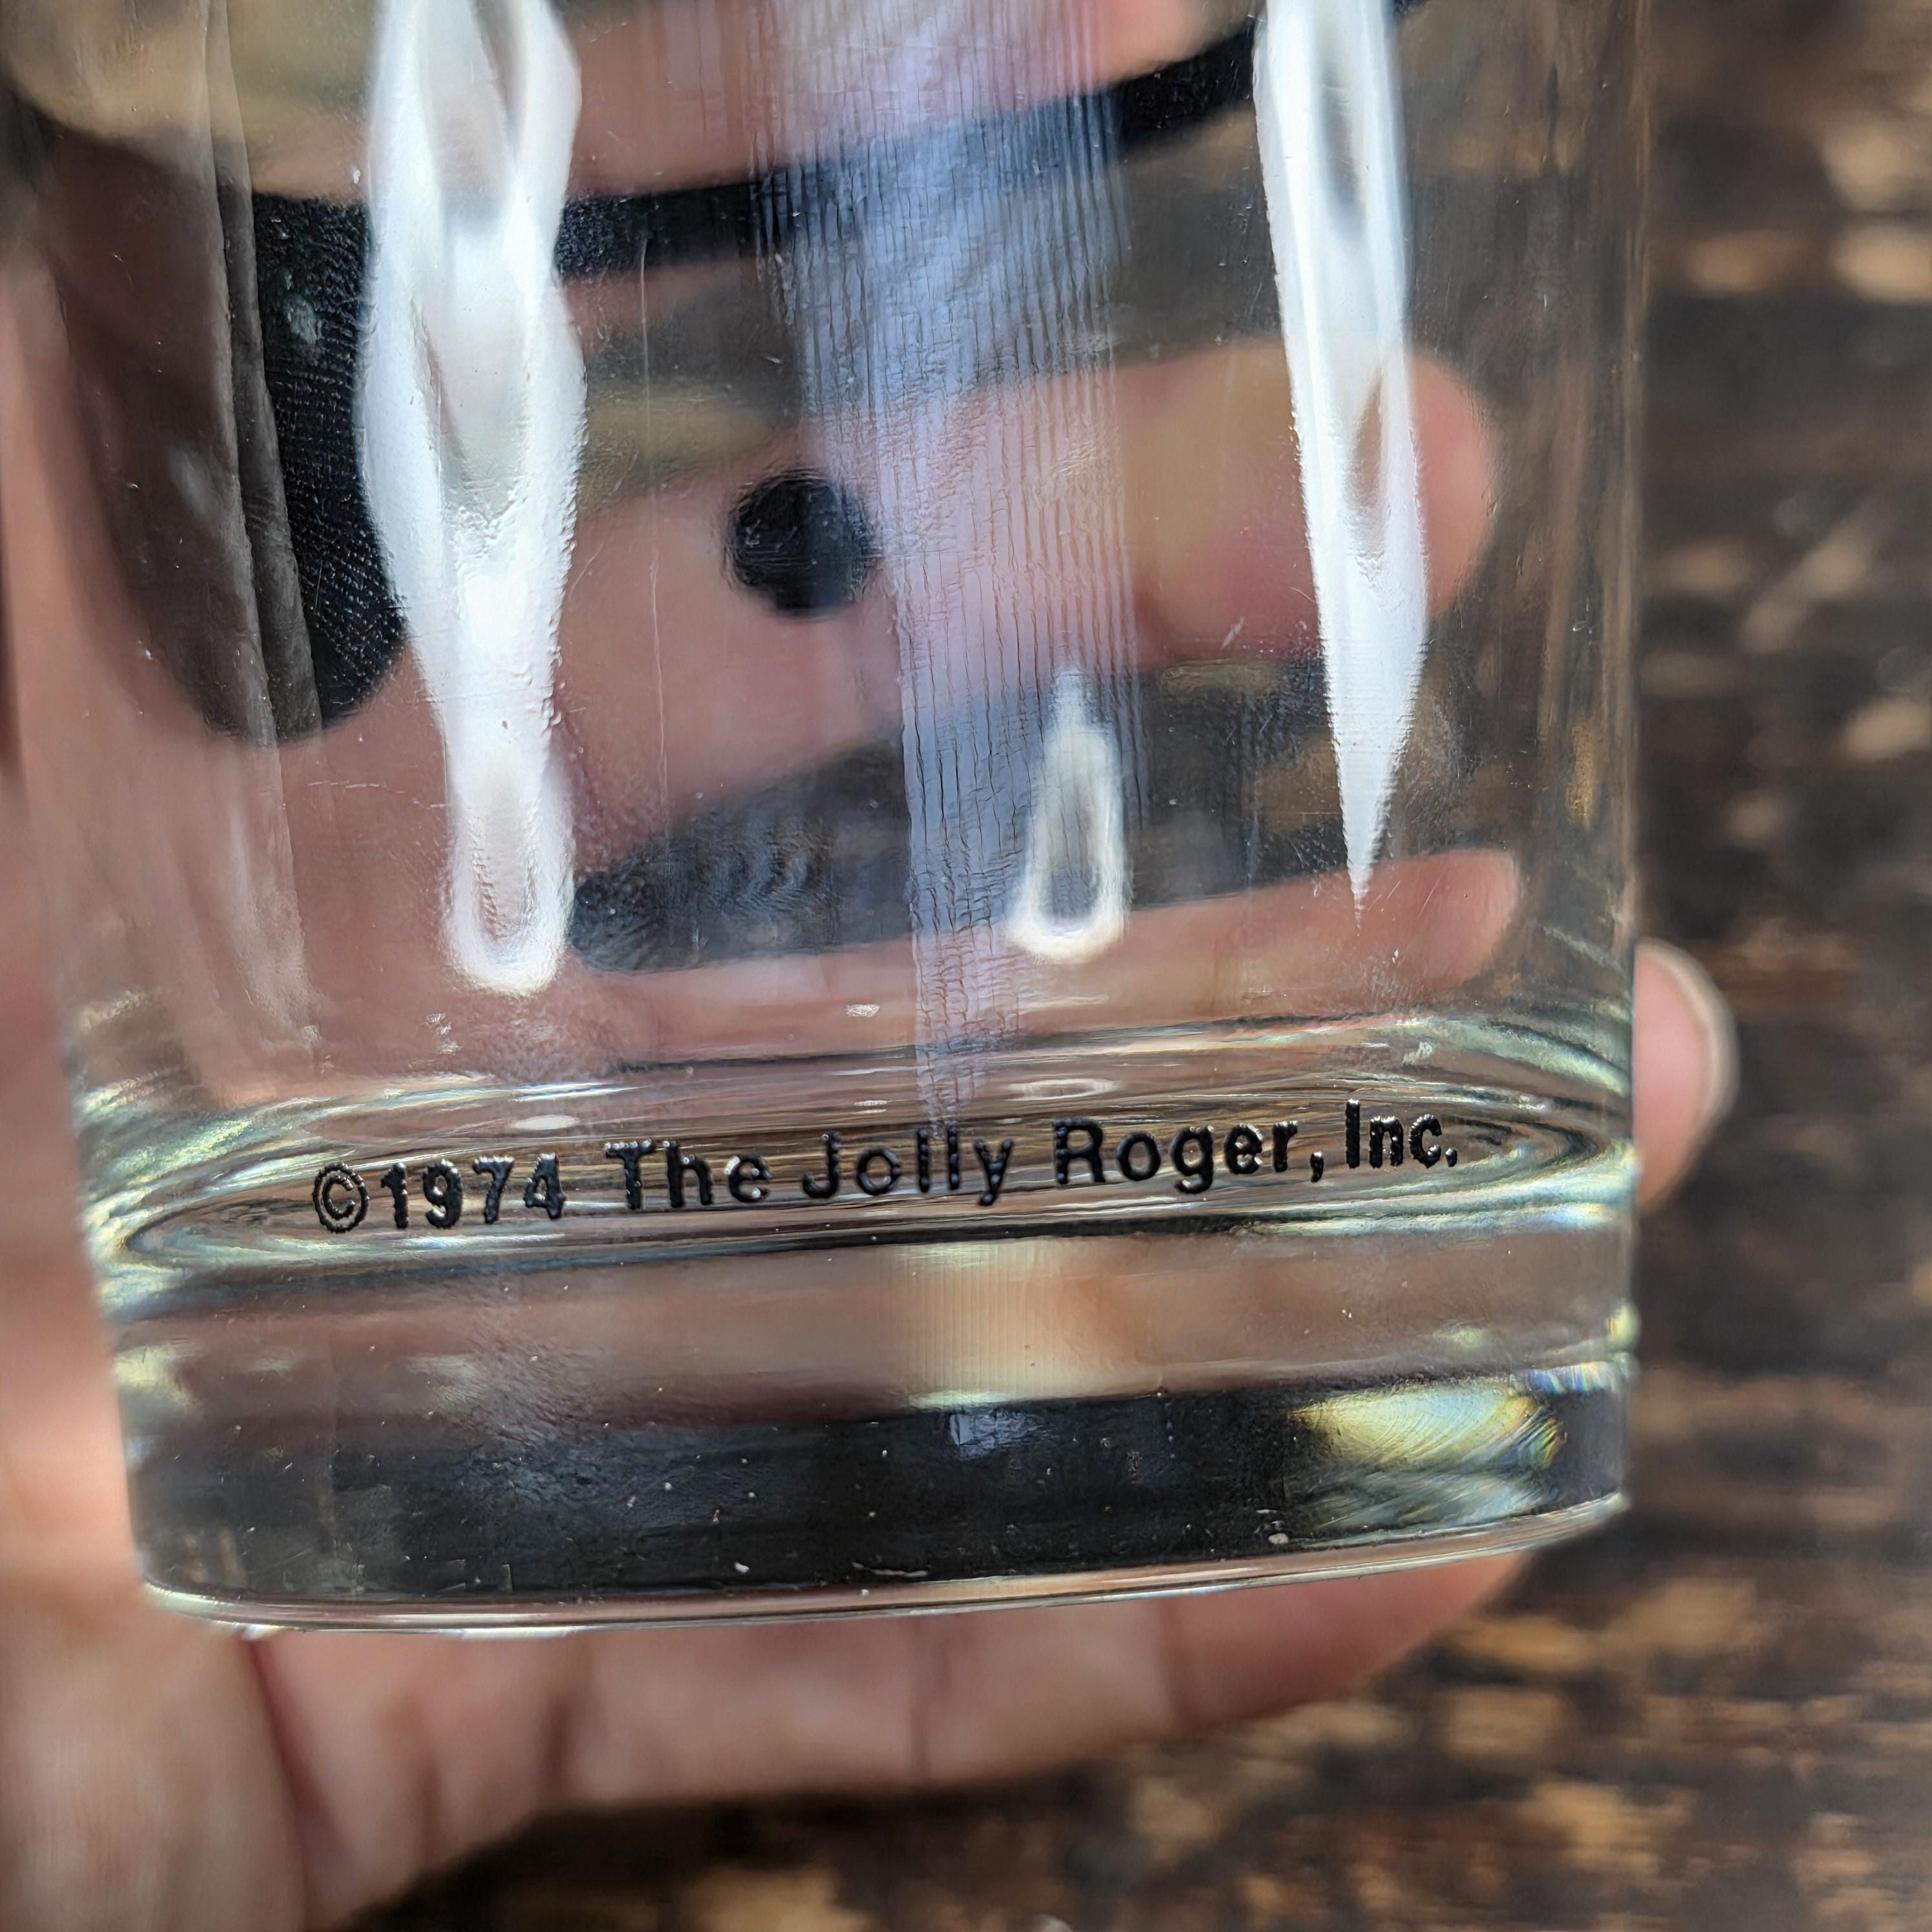 ©1974 The Jolly Roger, Inc.